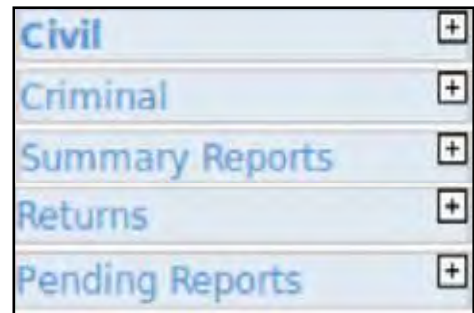 Civil
Criminal
Summary Reports
Returns
Pending Reports